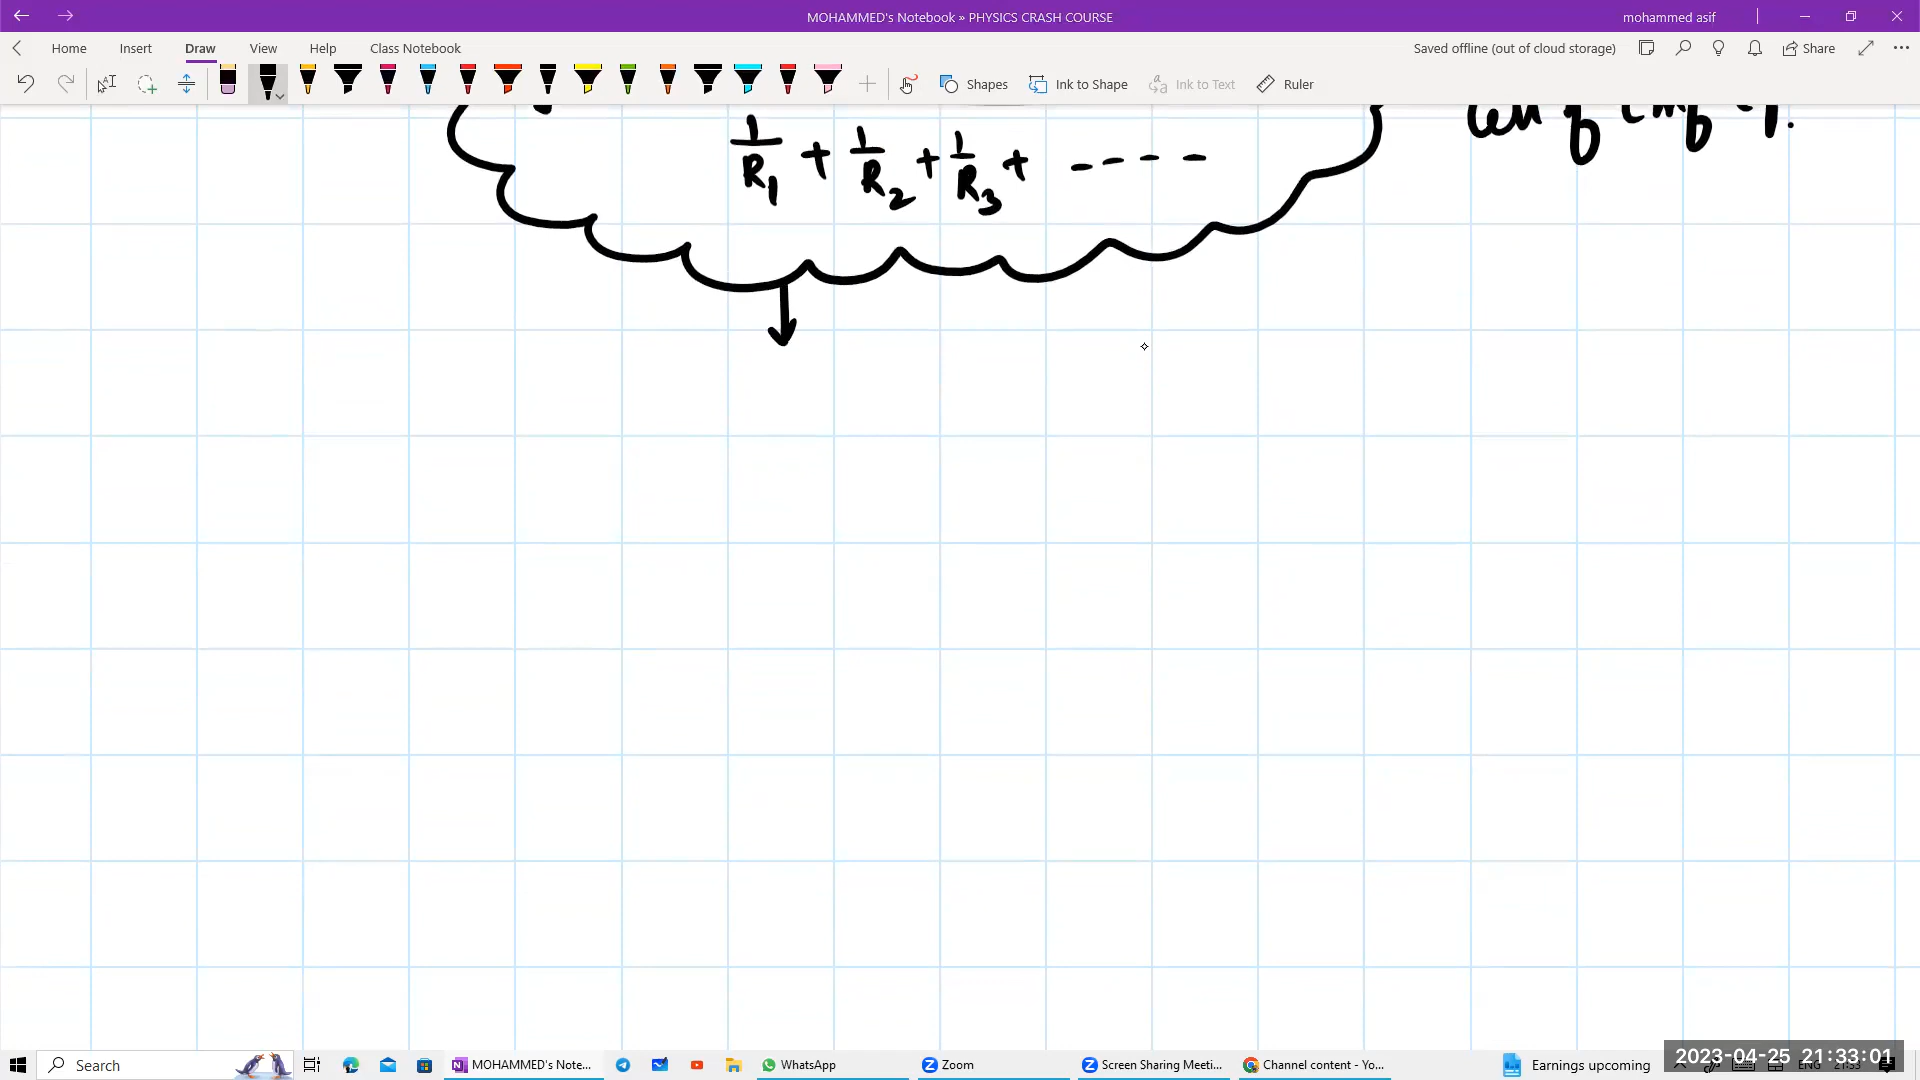 MOHAMMED's Notebook » PHYSICS CRASH COURSE
mohammed asif
Home Insert Draw View Help Class Notebook
Saved offline (out of cloud storage)
Share
Shapes Ink to Shape Ink to Text Ruler
1/R₁ + 1/R₂ + 1/R₃ + ----
Search
MOHAMMED's Note...
WhatsApp
Zoom
Screen Sharing Meeti...
Channel content - Yo...
Earnings upcoming
ENG
2023-04-25 21:33:01